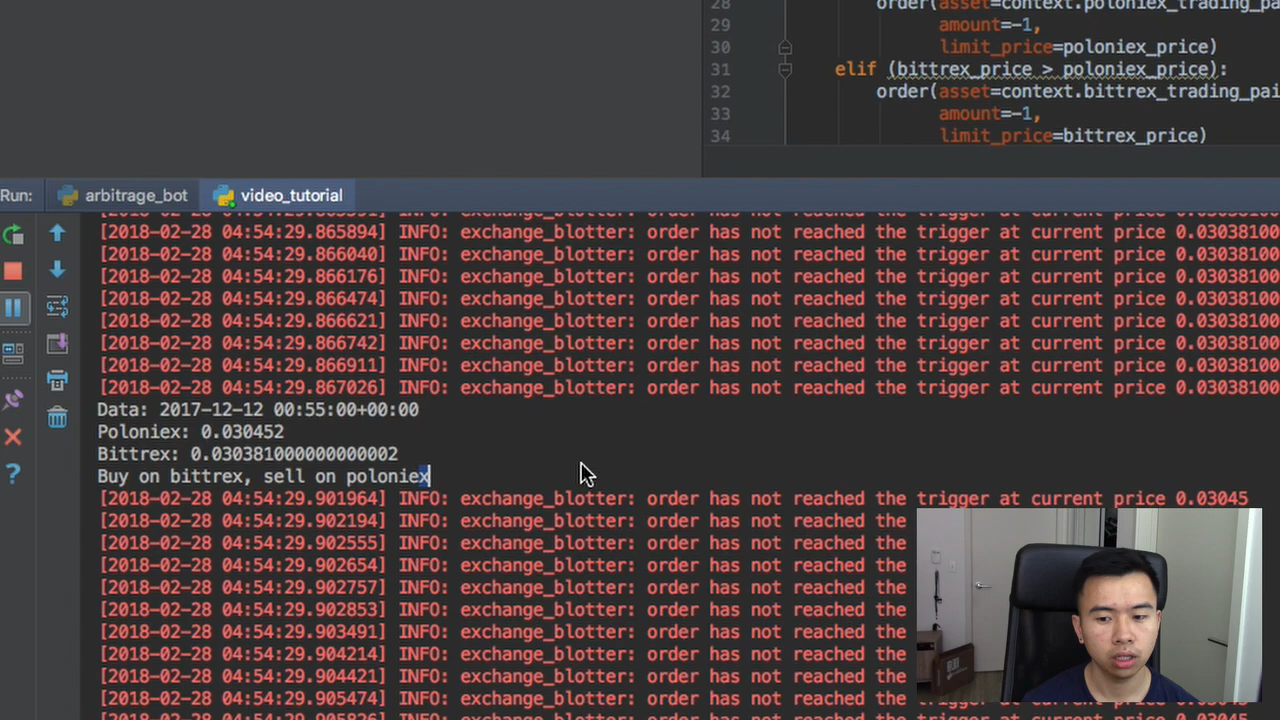 28 order(asset=context.poloniex_trading_pa
29 amount=-1,
30 limit_price=poloniex_price)
31 elif (bittrex_price > poloniex_price):
32 order(asset=context.bittrex_trading_pai
33 amount=-1,
34 limit_price=bittrex_price)
Run: arbitrage_bot video_tutorial
[2018-02-28 04:54:29.865894] INFO: exchange_blotter: order has not reached the trigger at current price 0.03038100
[2018-02-28 04:54:29.866040] INFO: exchange_blotter: order has not reached the trigger at current price 0.03038100
[2018-02-28 04:54:29.866176] INFO: exchange_blotter: order has not reached the trigger at current price 0.03038100
[2018-02-28 04:54:29.866474] INFO: exchange_blotter: order has not reached the trigger at current price 0.03038100
[2018-02-28 04:54:29.866621] INFO: exchange_blotter: order has not reached the trigger at current price 0.03038100
[2018-02-28 04:54:29.866742] INFO: exchange_blotter: order has not reached the trigger at current price 0.03038100
[2018-02-28 04:54:29.866911] INFO: exchange_blotter: order has not reached the trigger at current price 0.03038100
[2018-02-28 04:54:29.867026] INFO: exchange_blotter: order has not reached the trigger at current price 0.03038100
Data: 2017-12-12 00:55:00+00:00
Poloniex: 0.030452
Bittrex: 0.030381000000000002
Buy on bittrex, sell on poloniex
[2018-02-28 04:54:29.901964] INFO: exchange_blotter: order has not reached the trigger at current price 0.03045
[2018-02-28 04:54:29.902194] INFO: exchange_blotter: order has not reached the
[2018-02-28 04:54:29.902555] INFO: exchange_blotter: order has not reached the
[2018-02-28 04:54:29.902654] INFO: exchange_blotter: order has not reached the
[2018-02-28 04:54:29.902757] INFO: exchange_blotter: order has not reached the
[2018-02-28 04:54:29.902853] INFO: exchange_blotter: order has not reached the
[2018-02-28 04:54:29.903491] INFO: exchange_blotter: order has not reached the
[2018-02-28 04:54:29.904214] INFO: exchange_blotter: order has not reached the
[2018-02-28 04:54:29.904421] INFO: exchange_blotter: order has not reached the
[2018-02-28 04:54:29.905474] INFO: exchange_blotter: order has not reached the